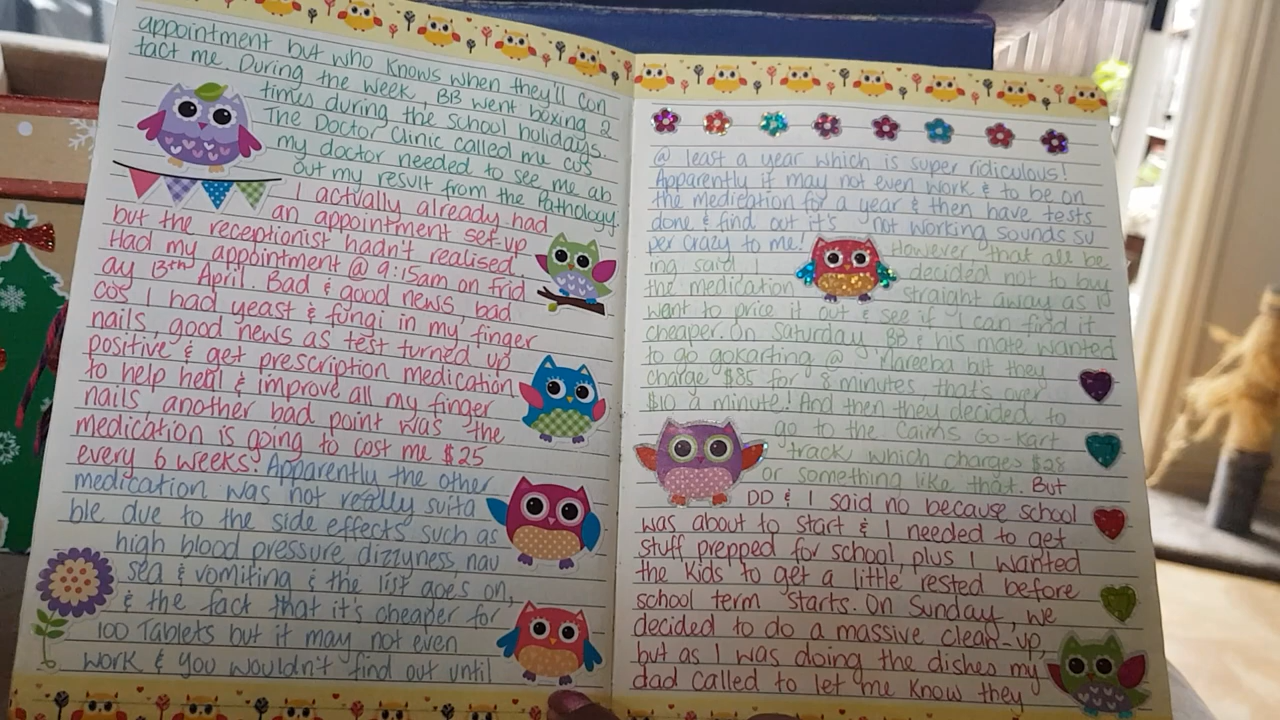 appointment but who knows when they'll con
tact me. During the week, BB went boxing 2
times during the school holidays.
The Doctor Clinic called me cos
my doctor needed to see me ab
out my result from the Pathology
I actually already had
an appointment set-up
but the receptionist hadn't realised.
Had my appointment @ 9:15am on frid
ay 13th April. Bad & good news, bad
cos I had yeast & fungi in my finger
nails, good news as test turned up
positive & get prescription medication
to help heal & improve all my finger
nails, another bad point was the
medication is going to cost me $25
every 6 weeks. Apparently the other
medication was not really suita
ble due to the side effects such as
high blood pressure, dizzyness nau
sea & vomiting & the list goes on,
& the fact that it's cheaper for
100 Tablets but it may not even
work & you wouldn't find out until
@ least a year which is super ridiculous!
Apparently it may not even work & to be on
the medication for a year & then have tests
done & find out it's not working sounds su
per crazy to me! However, that all be
ing said I decided not to buy
the medication straight away as I
want to price it out & see if I can find it
cheaper. On Saturday BB & his mate wanted
to go gokarting @ Mareeba but they
charge $85 for 8 minutes that's over
$10 a minute! And then they decided to
go to the Cairns Go-Kart
track which charges $28
or something like that. But
DD & I said no because school
was about to start & I needed to get
stuff prepped for school, plus I wanted
the kids to get a little rested before
school term starts. On Sunday, we
decided to do a massive clean-up,
but as I was doing the dishes my
dad called to let me know they